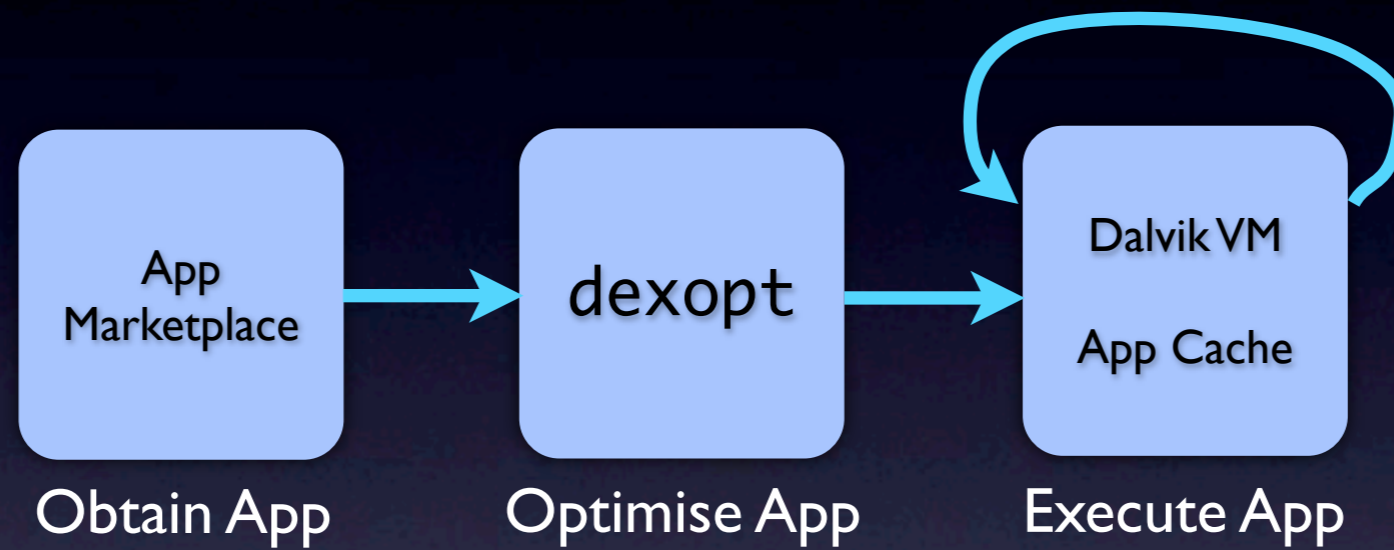 App
Marketplace
dexopt
Dalvik VM
App Cache
Obtain App
Optimise App
Execute App